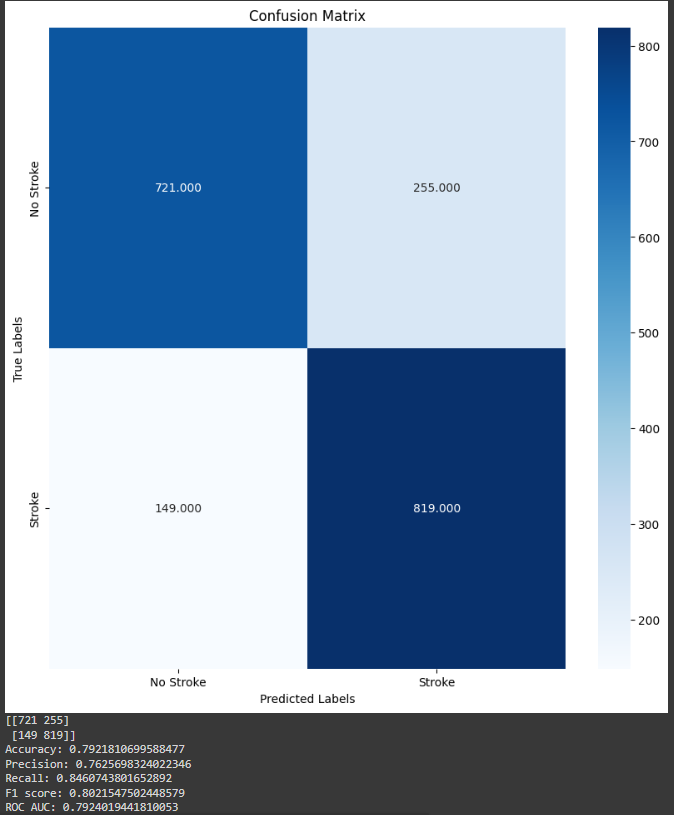 Confusion Matrix
800
700
600
500
400
300
200
No Stroke
721.000
255.000
True Labels
Stroke
149.000
819.000
No Stroke
Stroke
Predicted Labels
[[721 255]
[149 819]]
Accuracy: 0.7921810699588477
Precision: 0.7625698324022346
Recall: 0.8460743801652892
F1 score: 0.8021547502448579
ROC AUC: 0.7924019441810053